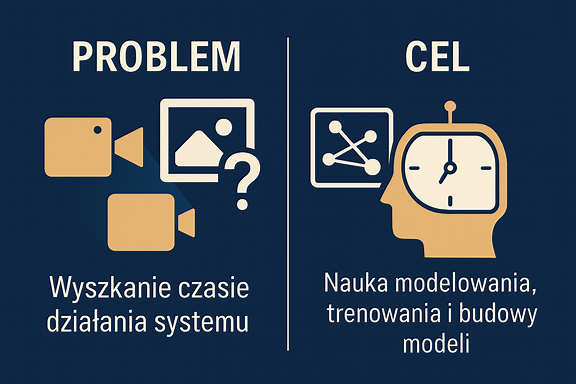 PROBLEM
?
Wyszkanie czasie
działania systemu
CEL
Nauka modelowania,
trenowania i budowy
modeli